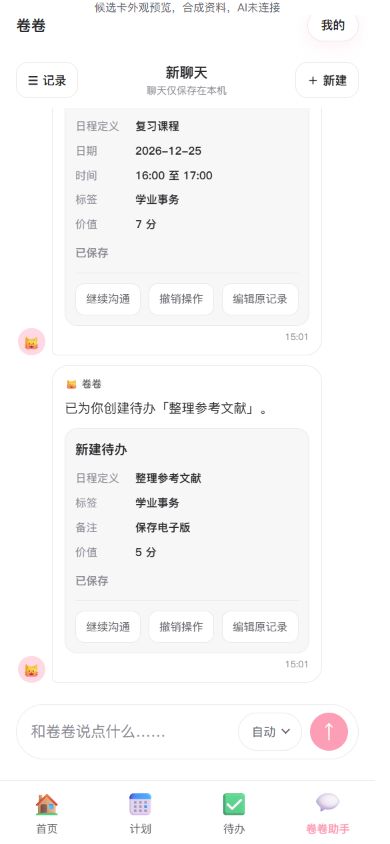 候选卡外观预览，合成资料，AI未连接
卷卷
我的
☰ 记录
新聊天
聊天仅保存在本机
＋ 新建
日程定义 复习课程
日期 2026-12-25
时间 16:00 至 17:00
标签 学业事务
价值 7 分
已保存
继续沟通 撤销操作 编辑原记录
15:01
卷卷
已为你创建待办「整理参考文献」。
新建待办
日程定义 整理参考文献
标签 学业事务
备注 保存电子版
价值 5 分
已保存
继续沟通 撤销操作 编辑原记录
15:01
和卷卷说点什么……
自动
首页 计划 待办 卷卷助手